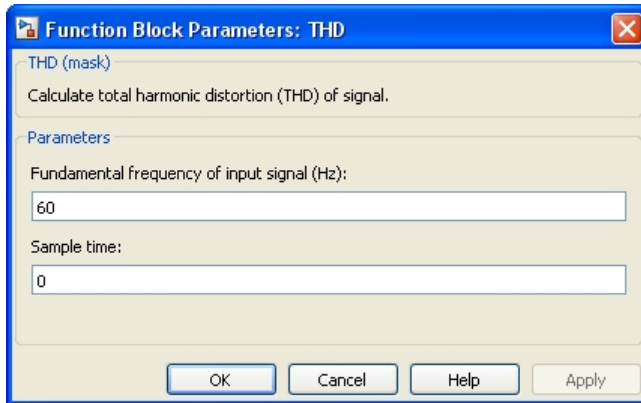 Function Block Parameters: THD
THD (mask)
Calculate total harmonic distortion (THD) of signal.
Parameters
Fundamental frequency of input signal (Hz):
60
Sample time:
0
OK Cancel Help Apply